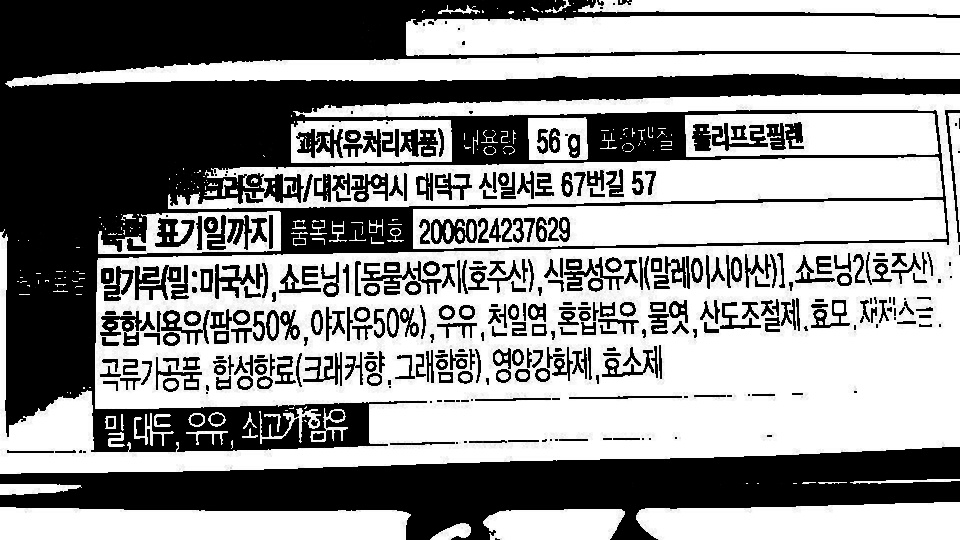 과자(유처리제품) 내용량 56 g 포장재질 폴리프로필렌
(주)크라운제과/대전광역시 대덕구 신일서로 67번길 57
측면 표기일까지 품목보고번호 2006024237629
밀가루(밀:미국산), 쇼트닝1[동물성유지(호주산),식물성유지(말레이시아산)], 쇼트닝2(호주산),
혼합식용유(팜유50%, 야자유50%), 우유, 천일염, 혼합분유, 물엿, 산도조절제, 효모,
곡류가공품, 합성향료(크래커향, 그래함향), 영양강화제, 효소제
밀, 대두, 우유, 쇠고기 함유